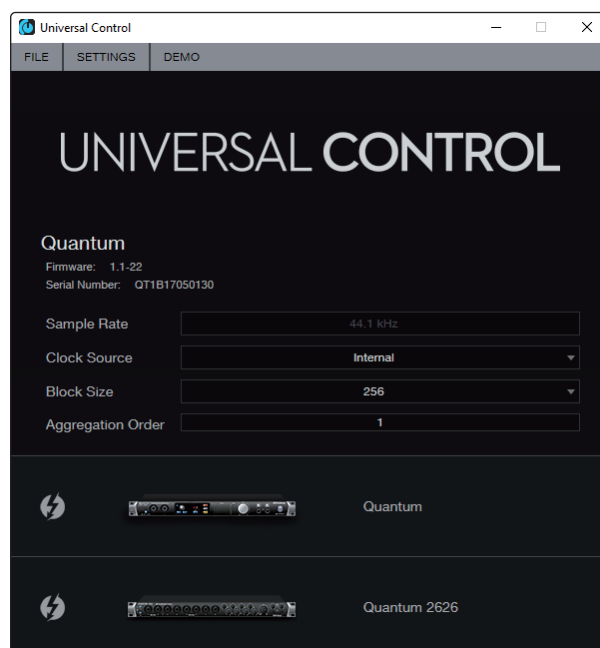 Universal Control
FILE SETTINGS DEMO
UNIVERSAL CONTROL
Quantum
Firmware: 1.1-22
Serial Number: QT1B17050130
Sample Rate 44.1 kHz
Clock Source Internal
Block Size 256
Aggregation Order 1
Quantum
Quantum 2626